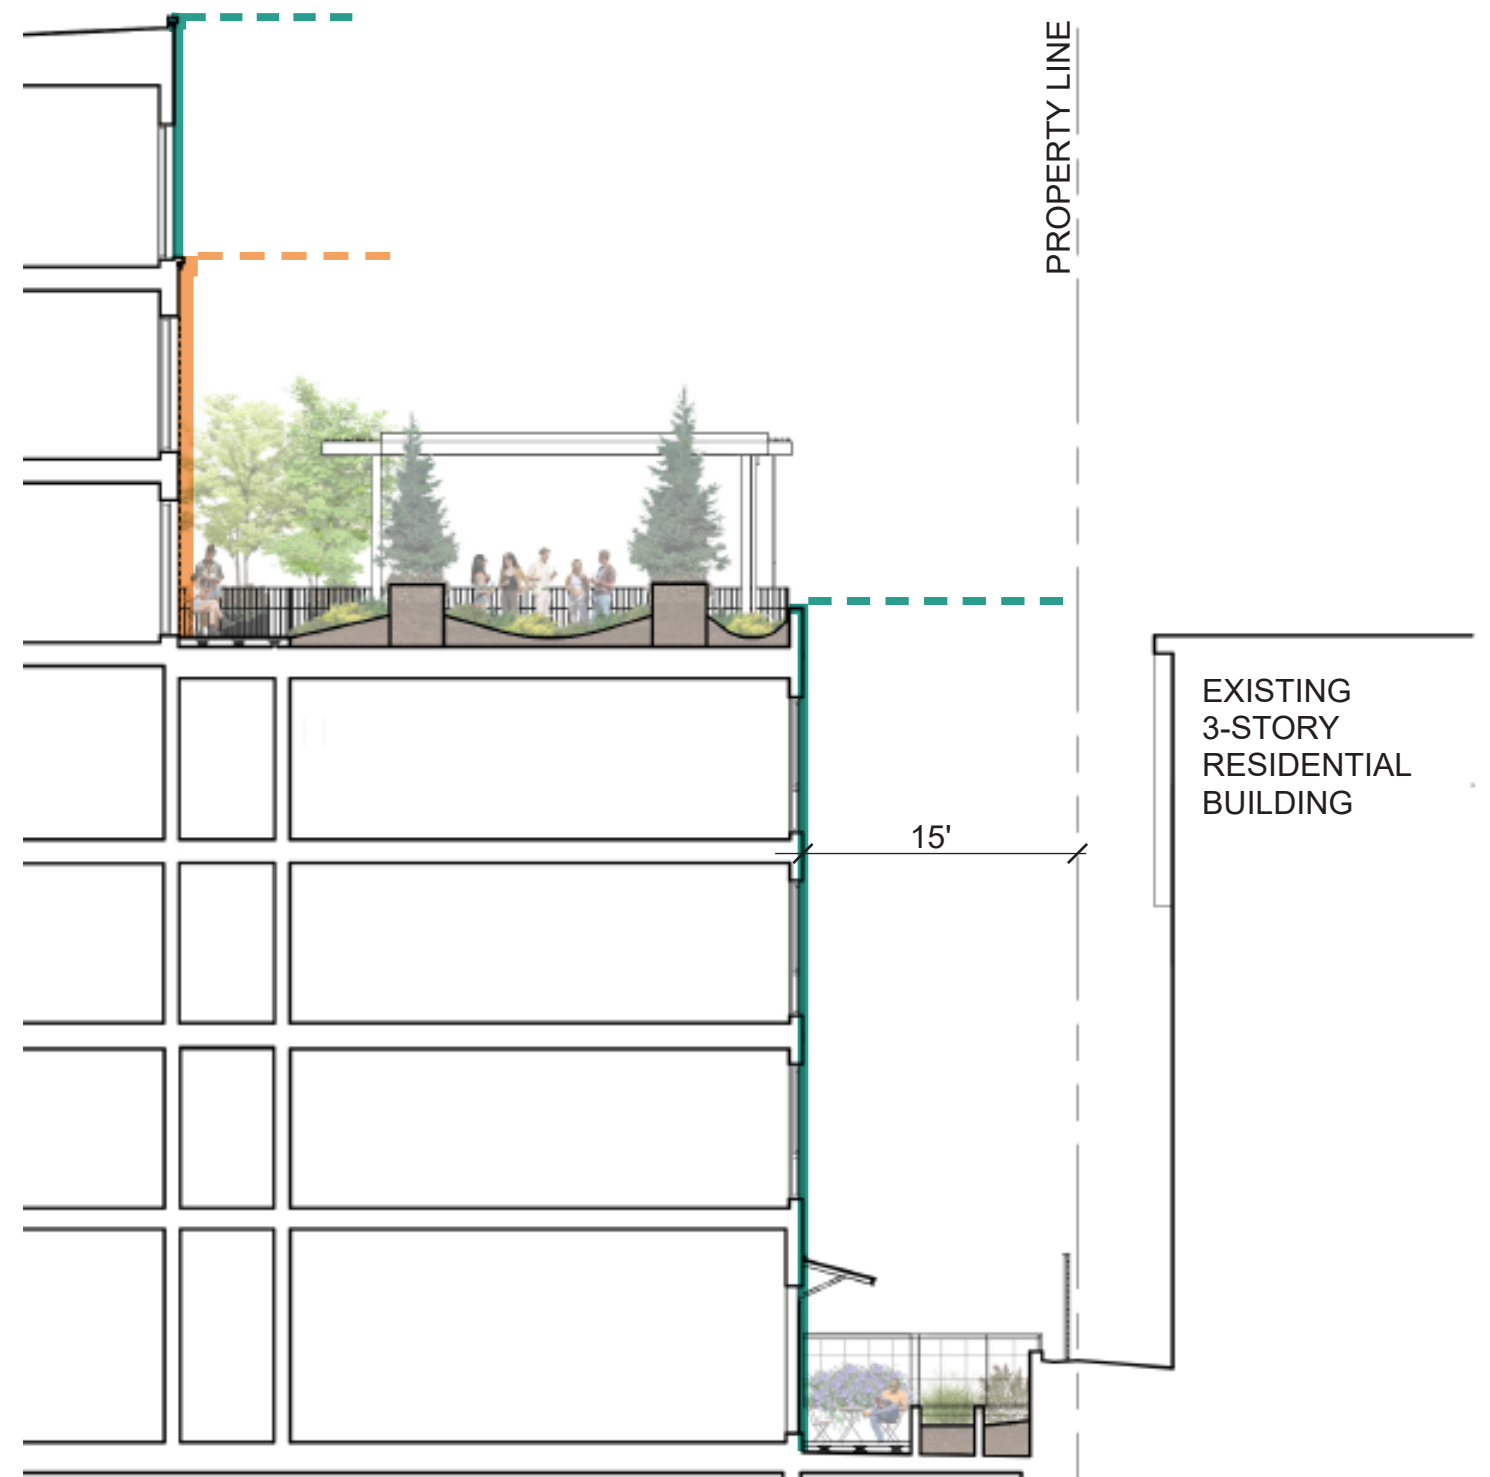 PROPERTY LINE
EXISTING
3-STORY
RESIDENTIAL
BUILDING
15'